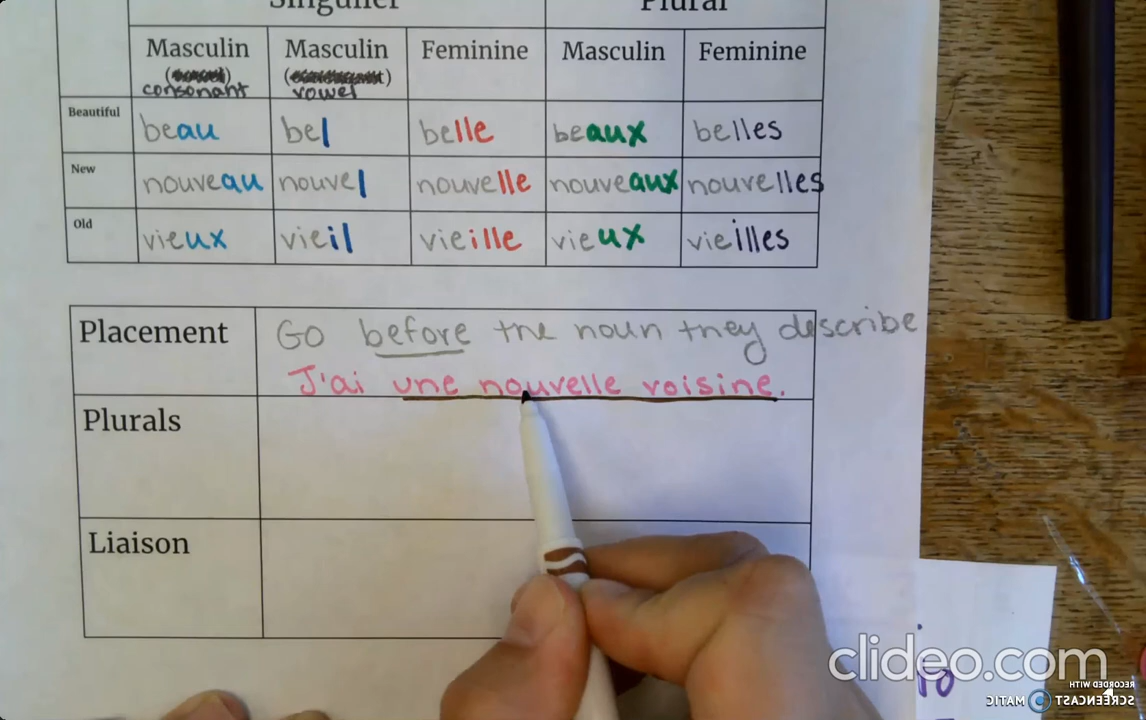 Singulier Plural
Masculin Masculin Feminine Masculin Feminine
consonant vowel
Beautiful beau bel belle beaux belles
New nouveau nouvel nouvelle nouveaux nouvelles
Old vieux vieil vieille vieux vieilles
Placement Go before the noun they describe
J'ai une nouvelle voisine.
Plurals
Liaison
clideo.com
RECORDED WITH
SCREENCAST MATIC